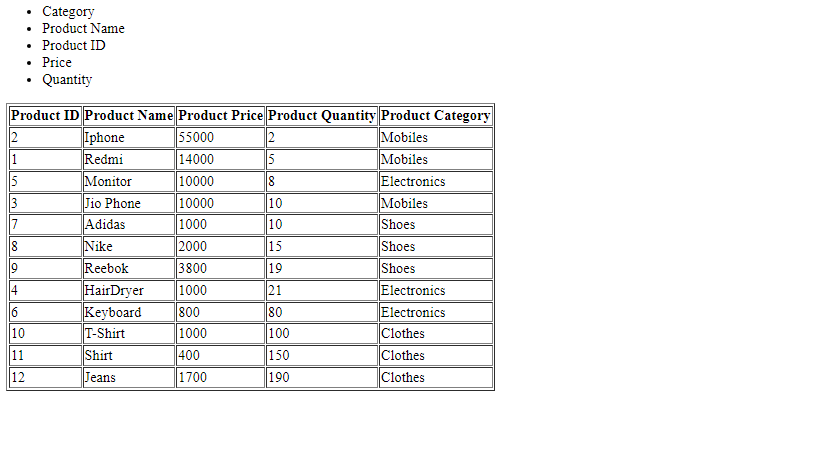 Category
Product Name
Product ID
Price
Quantity
Product ID Product Name Product Price Product Quantity Product Category
2 Iphone 55000 2 Mobiles
1 Redmi 14000 5 Mobiles
5 Monitor 10000 8 Electronics
3 Jio Phone 10000 10 Mobiles
7 Adidas 1000 10 Shoes
8 Nike 2000 15 Shoes
9 Reebok 3800 19 Shoes
4 HairDryer 1000 21 Electronics
6 Keyboard 800 80 Electronics
10 T-Shirt 1000 100 Clothes
11 Shirt 400 150 Clothes
12 Jeans 1700 190 Clothes